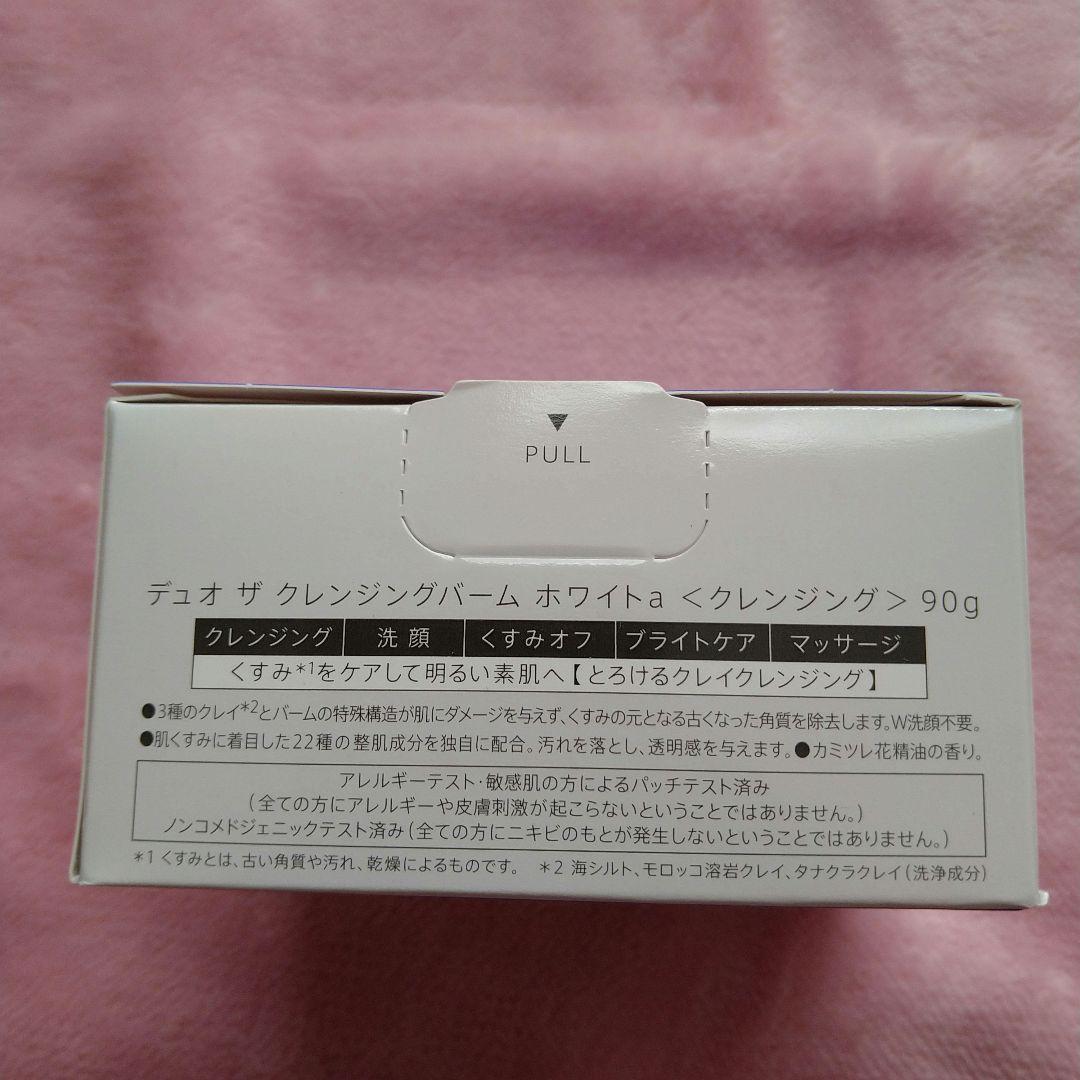 ▼
PULL
デュオ ザ クレンジングバーム ホワイトa <クレンジング> 90g
クレンジング 洗顔 くすみオフ ブライトケア マッサージ
くすみ*1をケアして明るい素肌へ【とろけるクレイクレンジング】
●3種のクレイ*2とバームの特殊構造が肌にダメージを与えず、くすみの元となる古くなった角質を除去します。W洗顔不要。
●肌くすみに着目した22種の整肌成分を独自に配合。汚れを落とし、透明感を与えます。●カミツレ花精油の香り。
アレルギーテスト・敏感肌の方によるパッチテスト済み
(全ての方にアレルギーや皮膚刺激が起こらないということではありません。)
ノンコメドジェニックテスト済み(全ての方にニキビのもとが発生しないということではありません。)
*1 くすみとは、古い角質や汚れ、乾燥によるものです。 *2 海シルト、モロッコ溶岩クレイ、タナクラクレイ(洗浄成分)